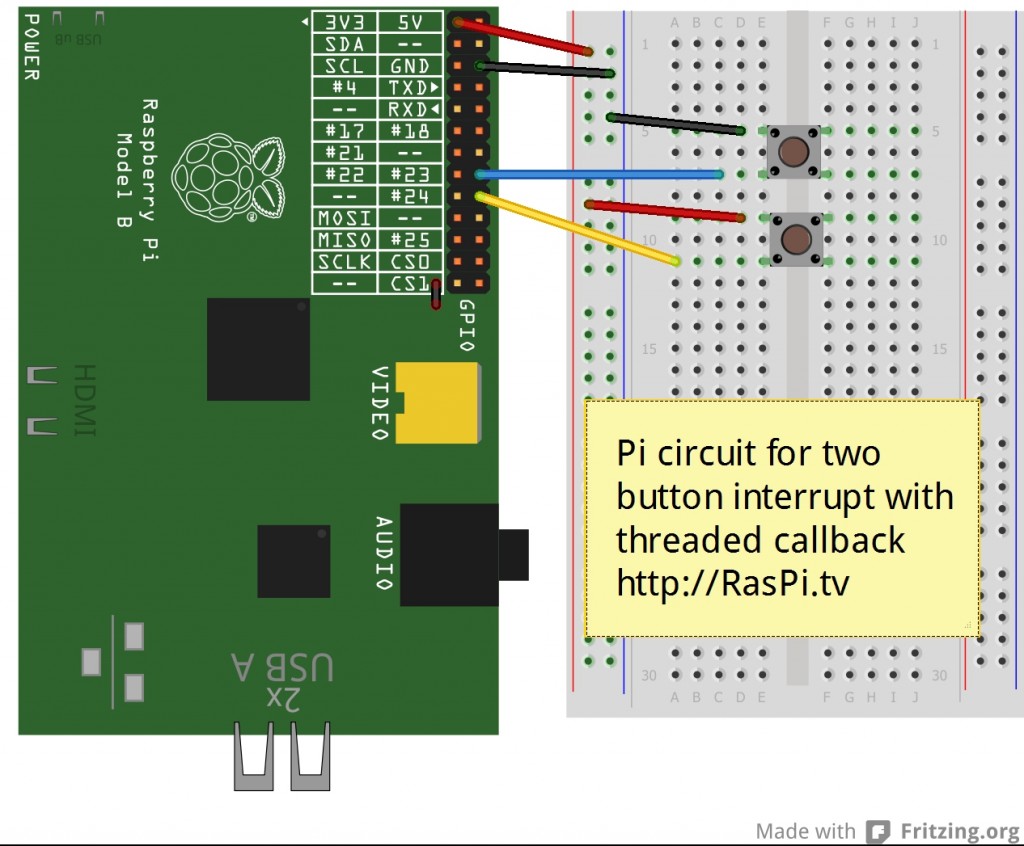 POWER
USB uB
3V3 5V
SDA --
SCL GND
#4 TXD►
-- RXD◄
#17 #18
#21 --
#22 #23
-- #24
MOSI --
MISO #25
SCLK CS0
-- CS1
GPIO
Raspberry Pi
Model B
TM
HDMI
VIDEO
AUDIO
USB A
2x
A B C D E F G H I J
1 1
5 5
10 10
15 15
Pi circuit for two
button interrupt with
threaded callback
http://RasPi.tv
30 30
A B C D E F G H I J
Made with Fritzing.org